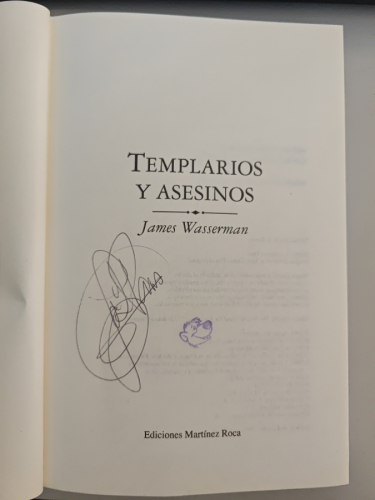 TEMPLARIOS
Y ASESINOS
James Wasserman
Ediciones Martínez Roca